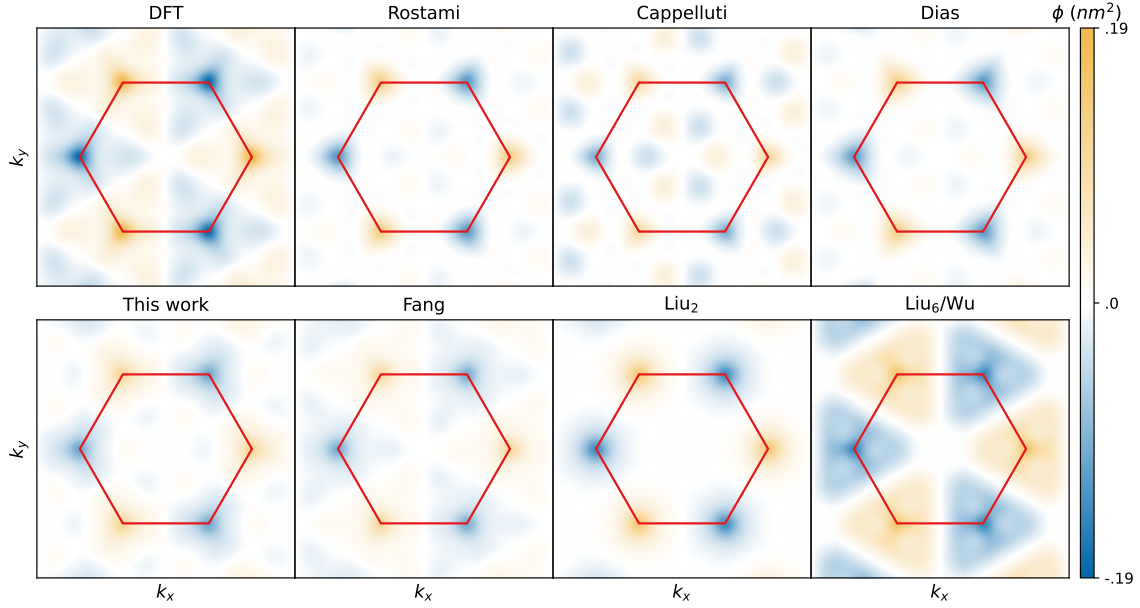 DFT
Rostami
Cappelluti
Dias
ϕ (nm²)
.19
k_y
.0
This work
Fang
Liu₂
Liu₆/Wu
k_y
-.19
k_x
k_x
k_x
k_x